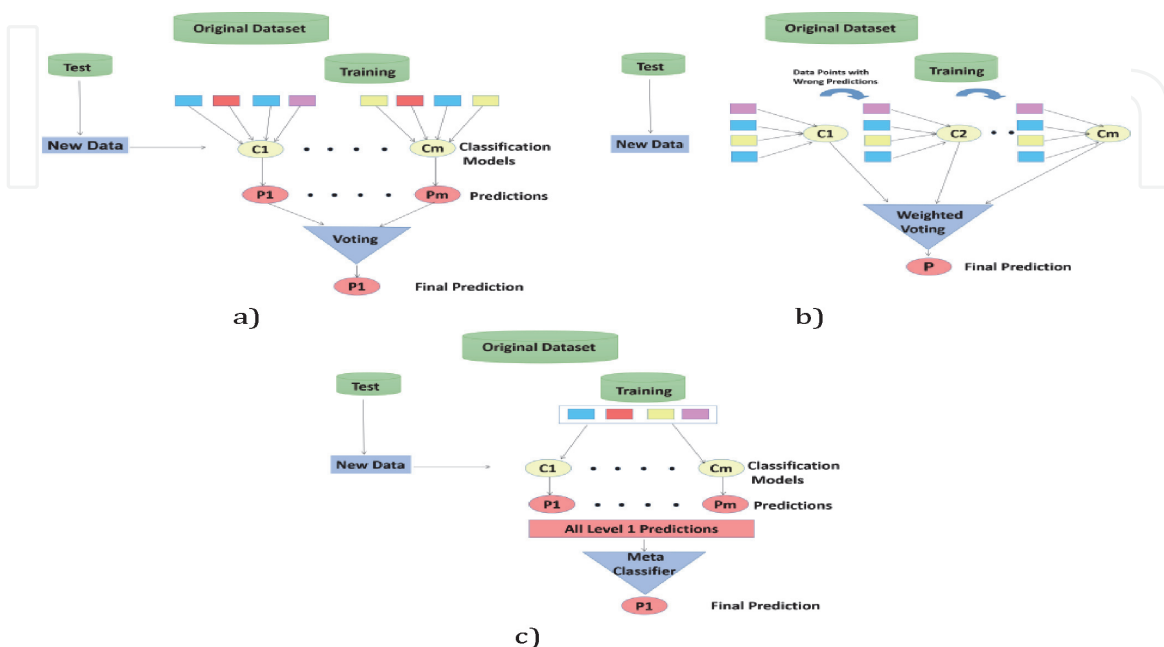 Original Dataset
Test
Training
New Data
C1
Cm
Classification
Models
P1
Pm
Predictions
Voting
P1
Final Prediction
a)
Original Dataset
Test
Data Points with
Wrong Predictions
Training
New Data
C1
C2
Cm
Weighted
Voting
P
Final Prediction
b)
Original Dataset
Test
Training
New Data
C1
Cm
Classification
Models
P1
Pm
Predictions
All Level 1 Predictions
Meta
Classifier
P1
Final Prediction
c)